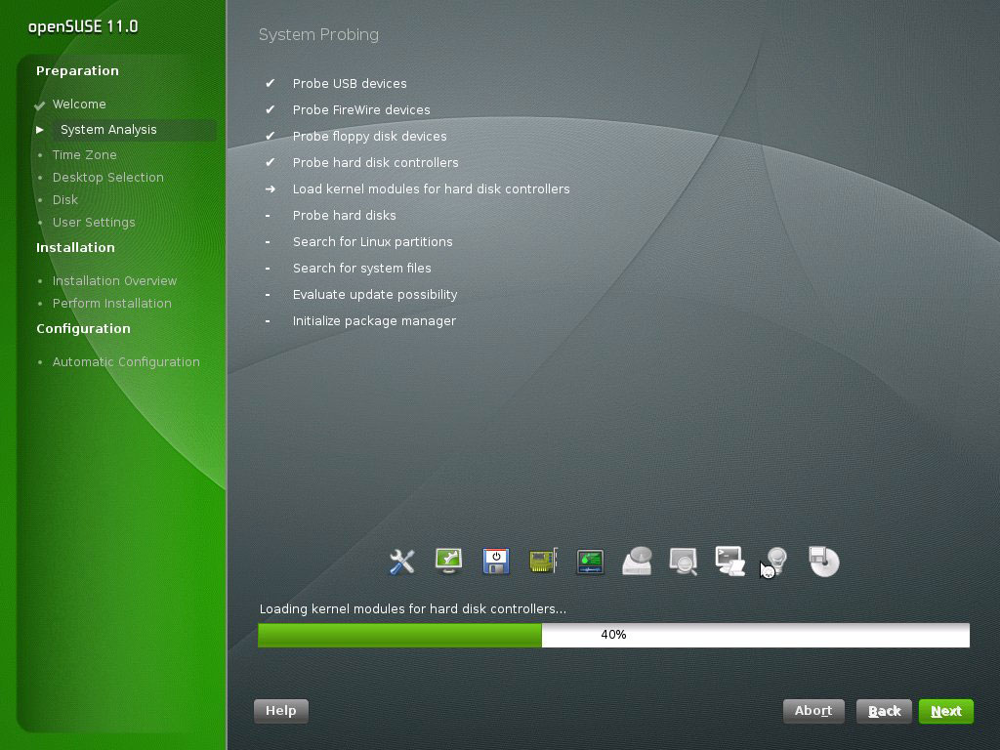 openSUSE 11.0
Preparation
Welcome
System Analysis
Time Zone
Desktop Selection
Disk
User Settings
Installation
Installation Overview
Perform Installation
Configuration
Automatic Configuration
System Probing
Probe USB devices
Probe FireWire devices
Probe floppy disk devices
Probe hard disk controllers
Load kernel modules for hard disk controllers
Probe hard disks
Search for Linux partitions
Search for system files
Evaluate update possibility
Initialize package manager
Loading kernel modules for hard disk controllers...
40%
Help
Abort
Back
Next